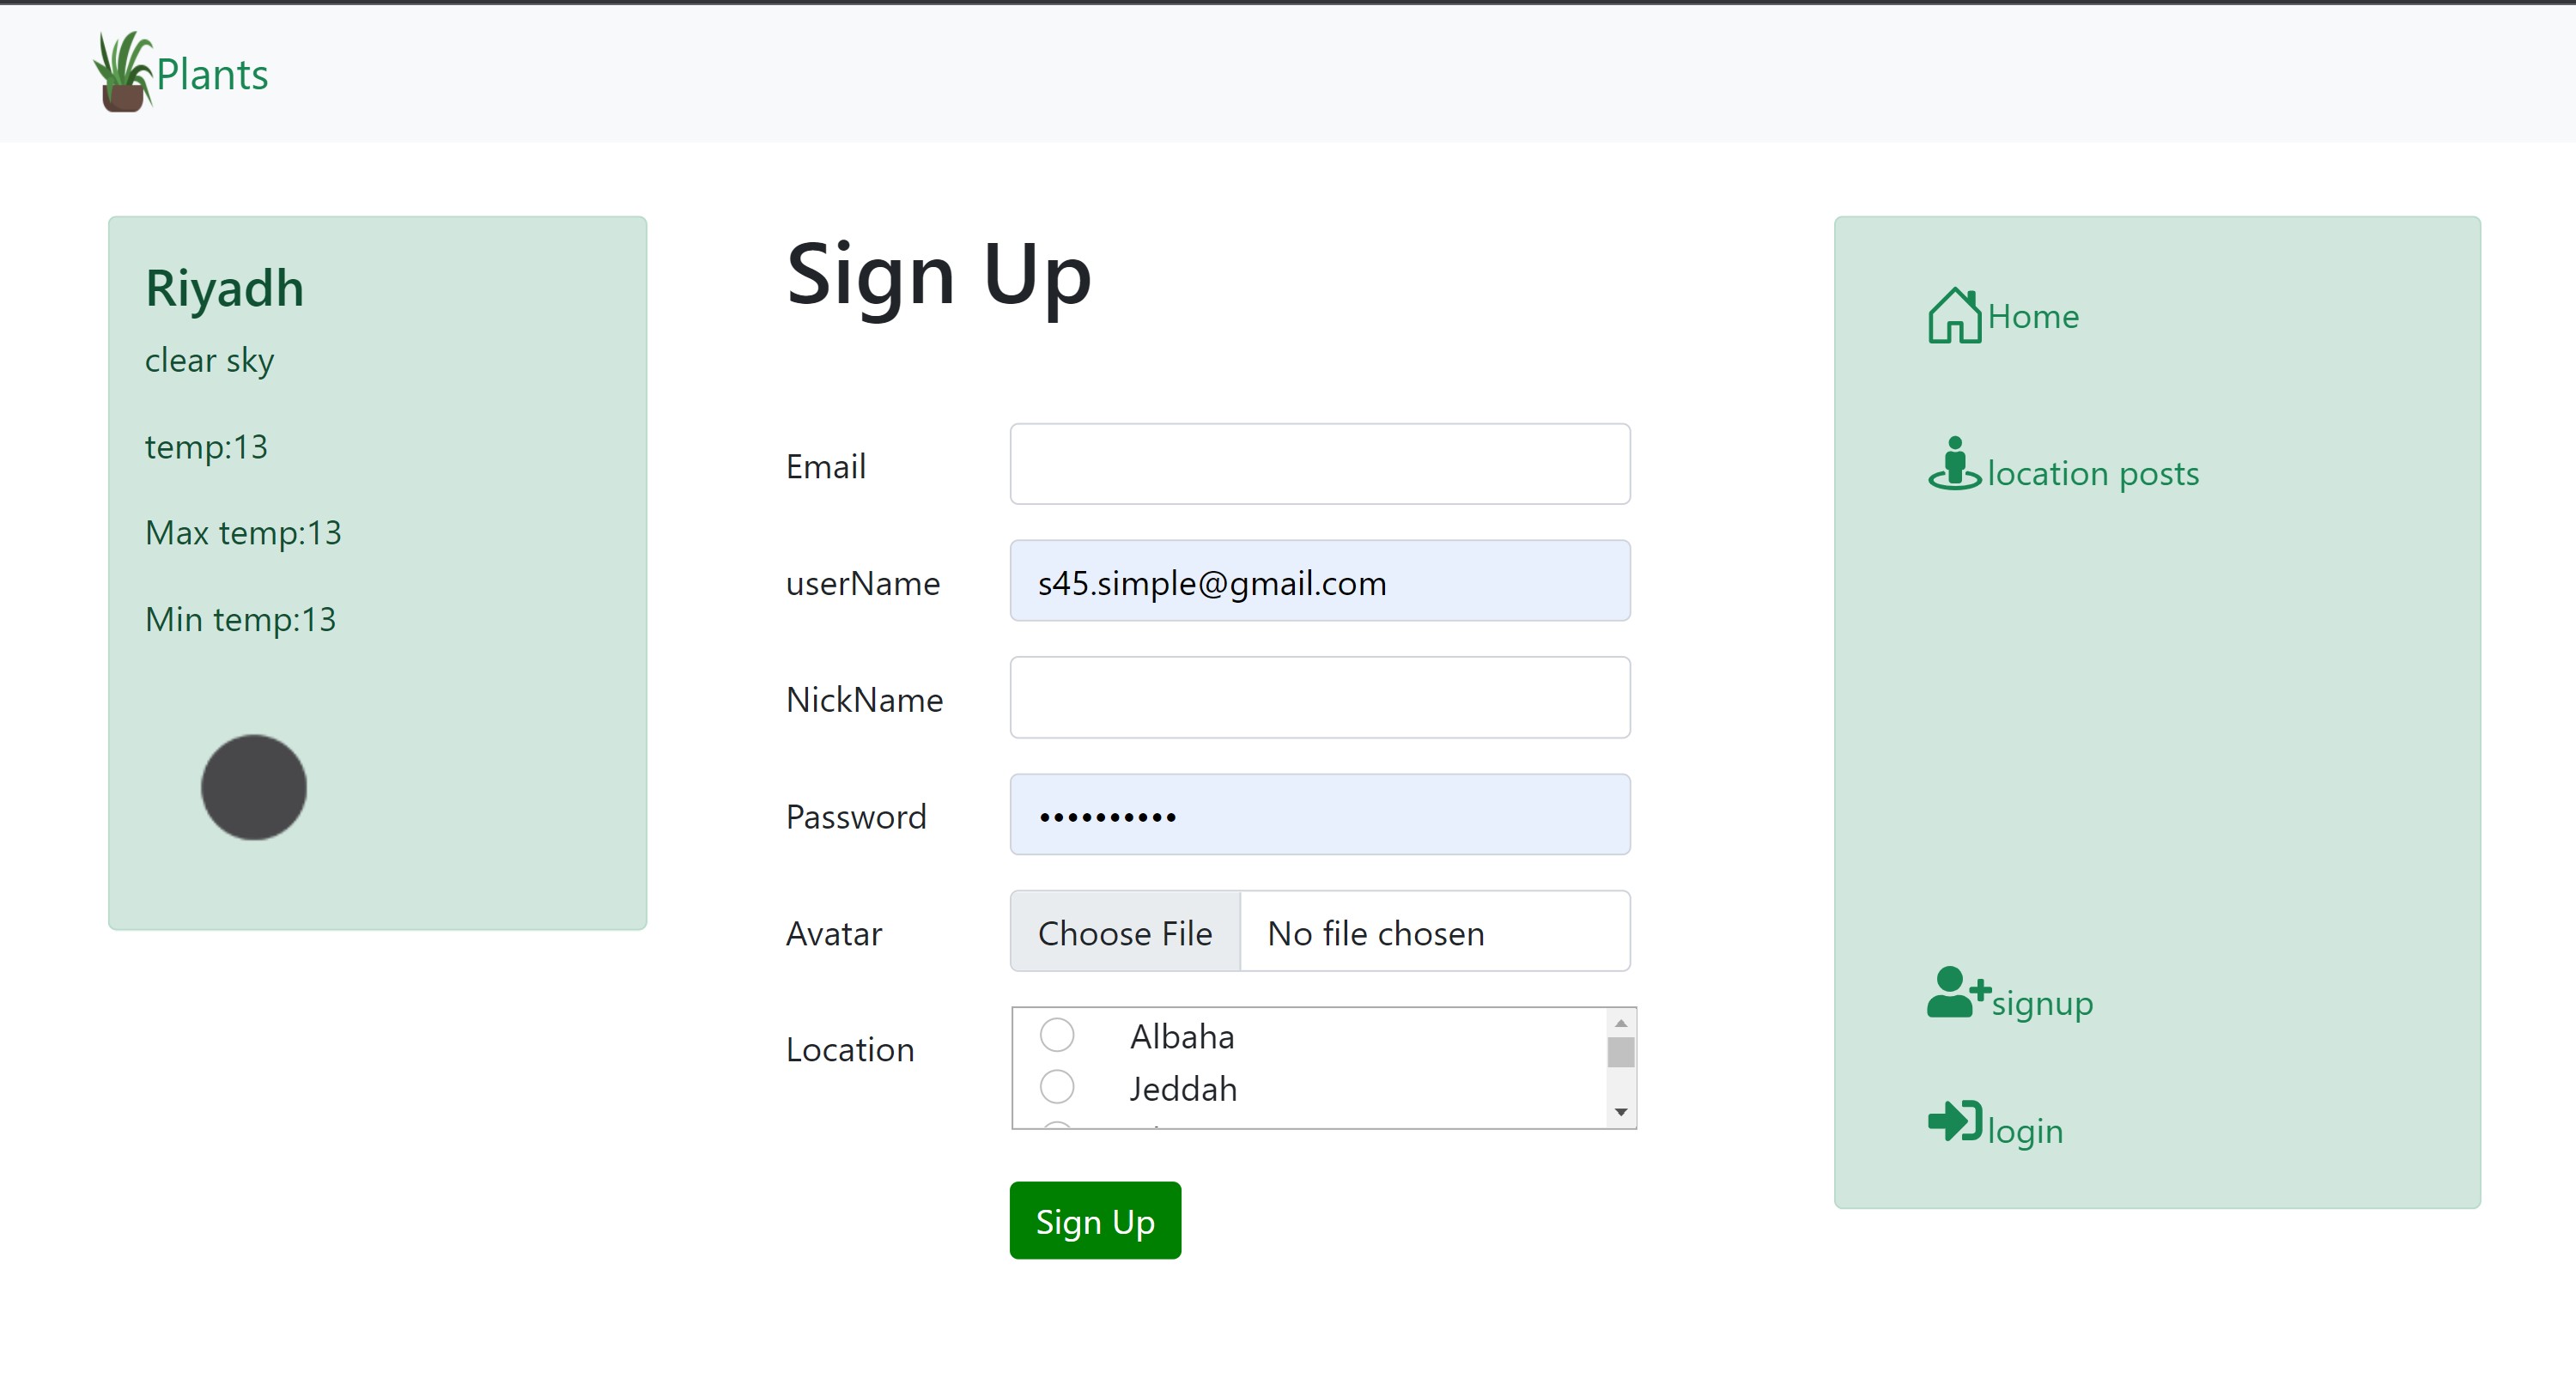 Plants
Riyadh
clear sky
temp:13
Max temp:13
Min temp:13
Sign Up
Email
userName s45.simple@gmail.com
NickName
Password ••••••••••
Avatar Choose File No file chosen
Location Albaha
Jeddah
Sign Up
Home
location posts
signup
login